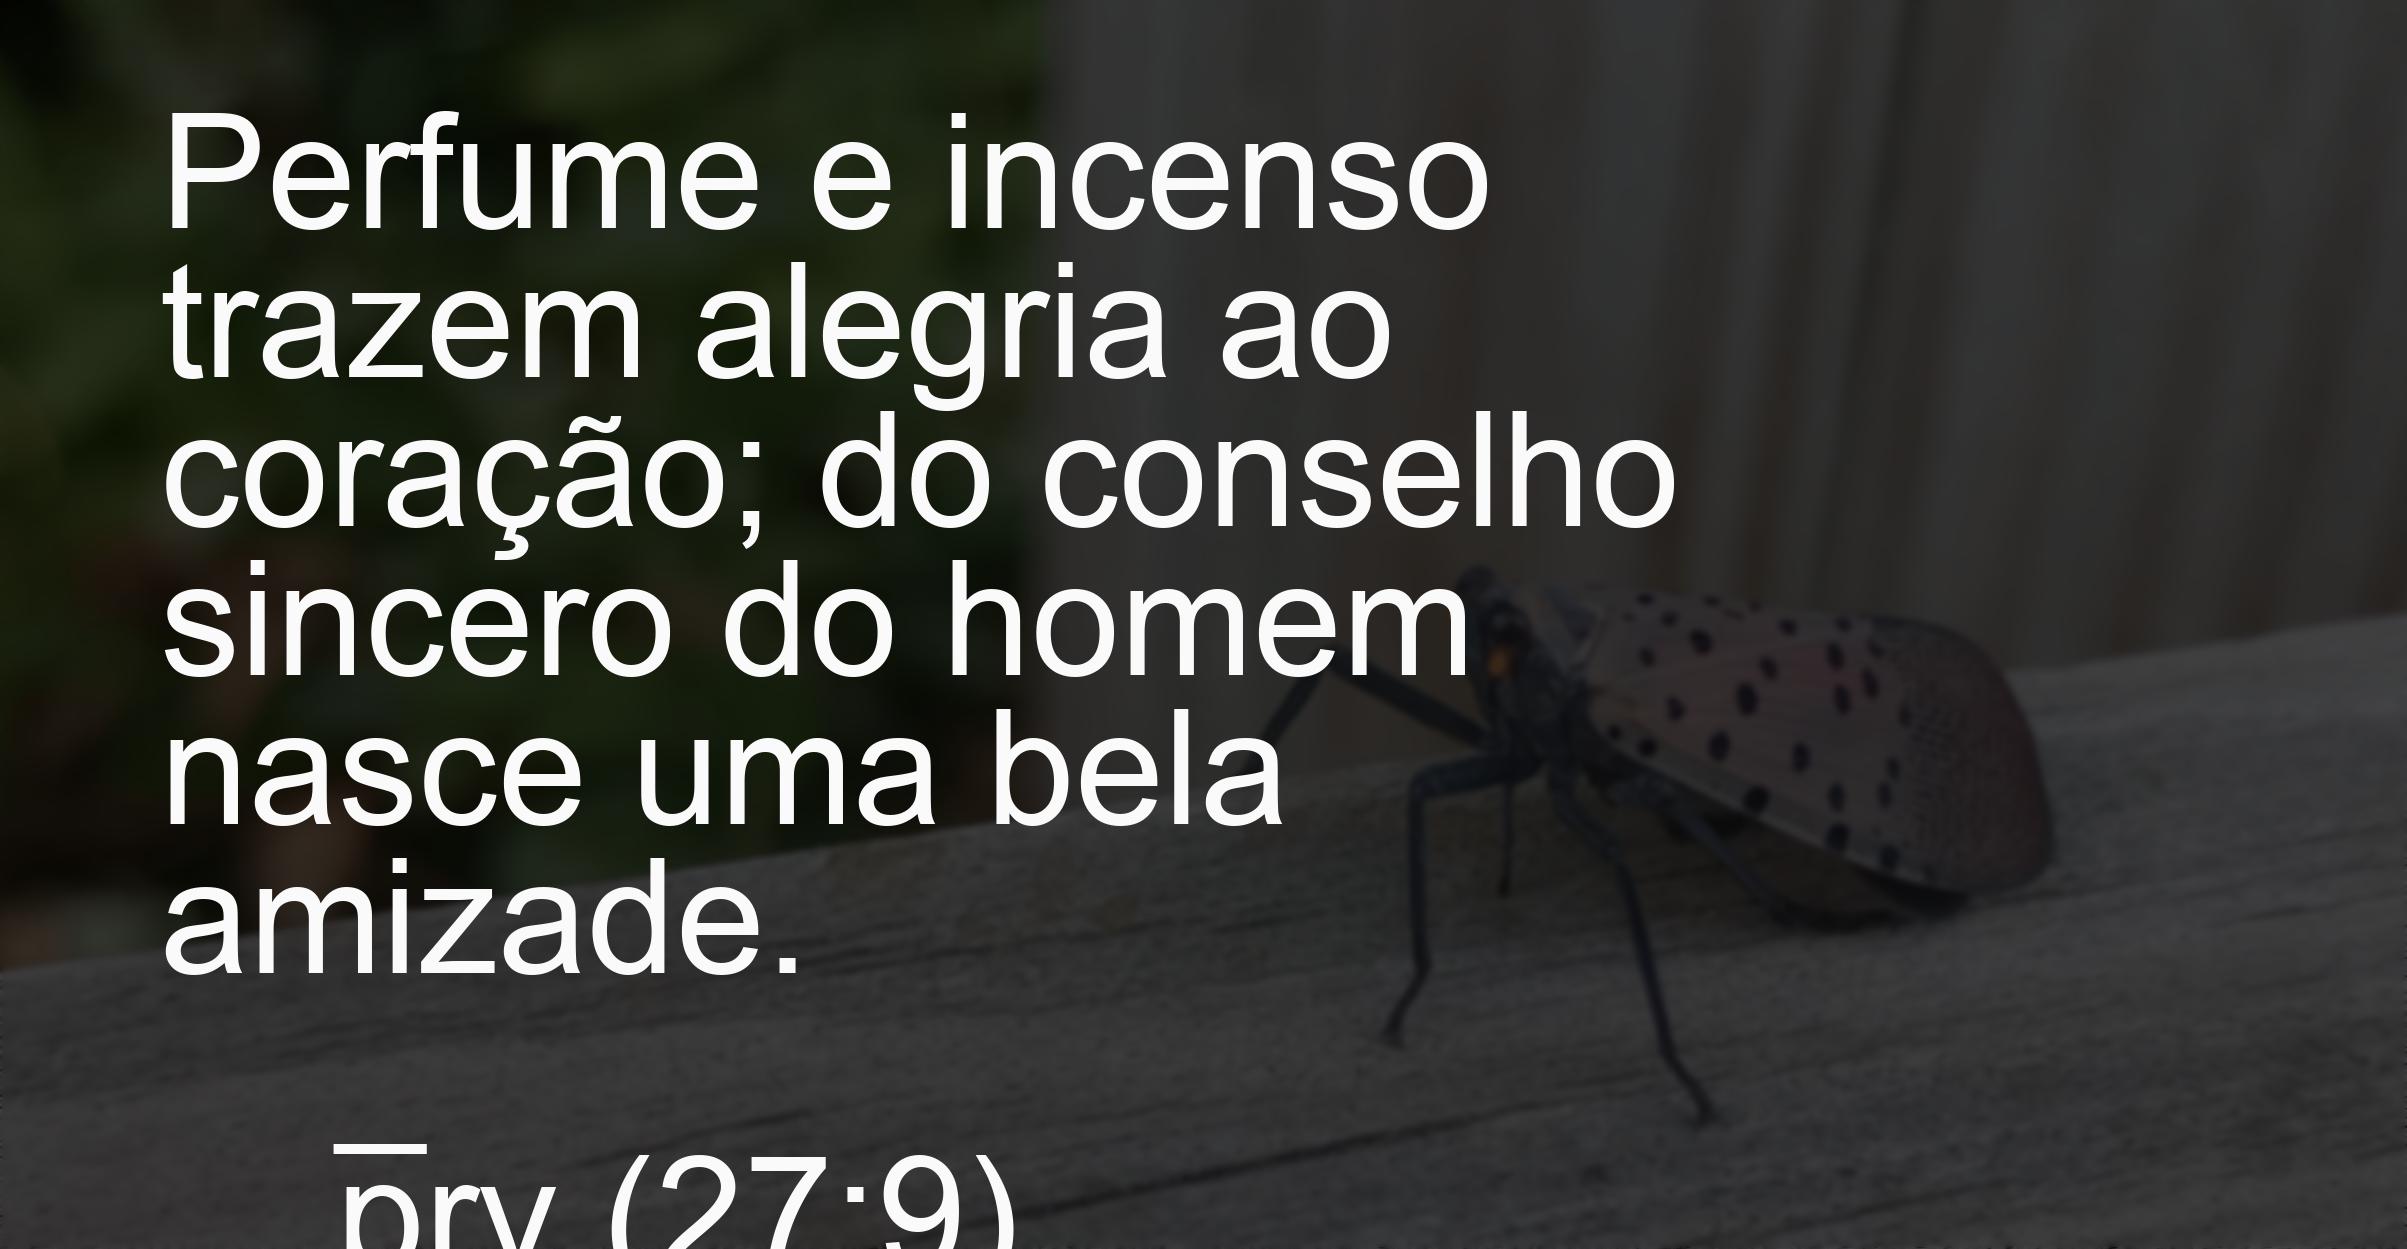 Perfume e incenso
trazem alegria ao
coração; do conselho
sincero do homem
nasce uma bela
amizade.
prv (27:9)